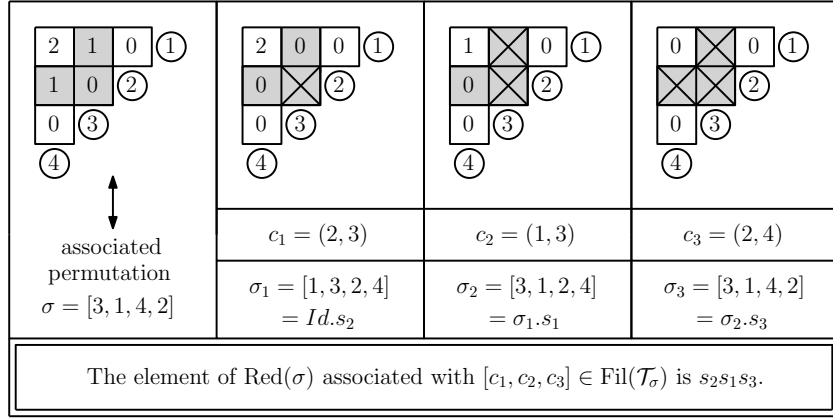 2 1 0 ①
1 0 ②
0 ③
④
associated
permutation
σ = [3, 1, 4, 2]
2 0 0 ①
0 ②
0 ③
④
c₁ = (2, 3)
σ₁ = [1, 3, 2, 4]
= Id.s₂
1 0 ①
0 ②
0 ③
④
c₂ = (1, 3)
σ₂ = [3, 1, 2, 4]
= σ₁.s₁
0 0 ①
②
0 ③
④
c₃ = (2, 4)
σ₃ = [3, 1, 4, 2]
= σ₂.s₃
The element of Red(σ) associated with [c₁, c₂, c₃] ∈ Fil(𝒯_σ) is s₂s₁s₃.